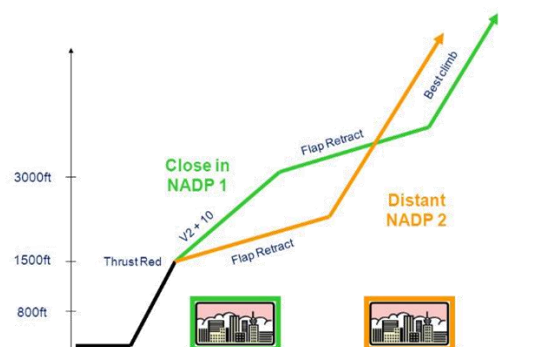 Best climb
Flap Retract
Close in
NADP 1
3000ft
Distant
NADP 2
V2 + 10
Flap Retract
1500ft
Thrust Red
800ft